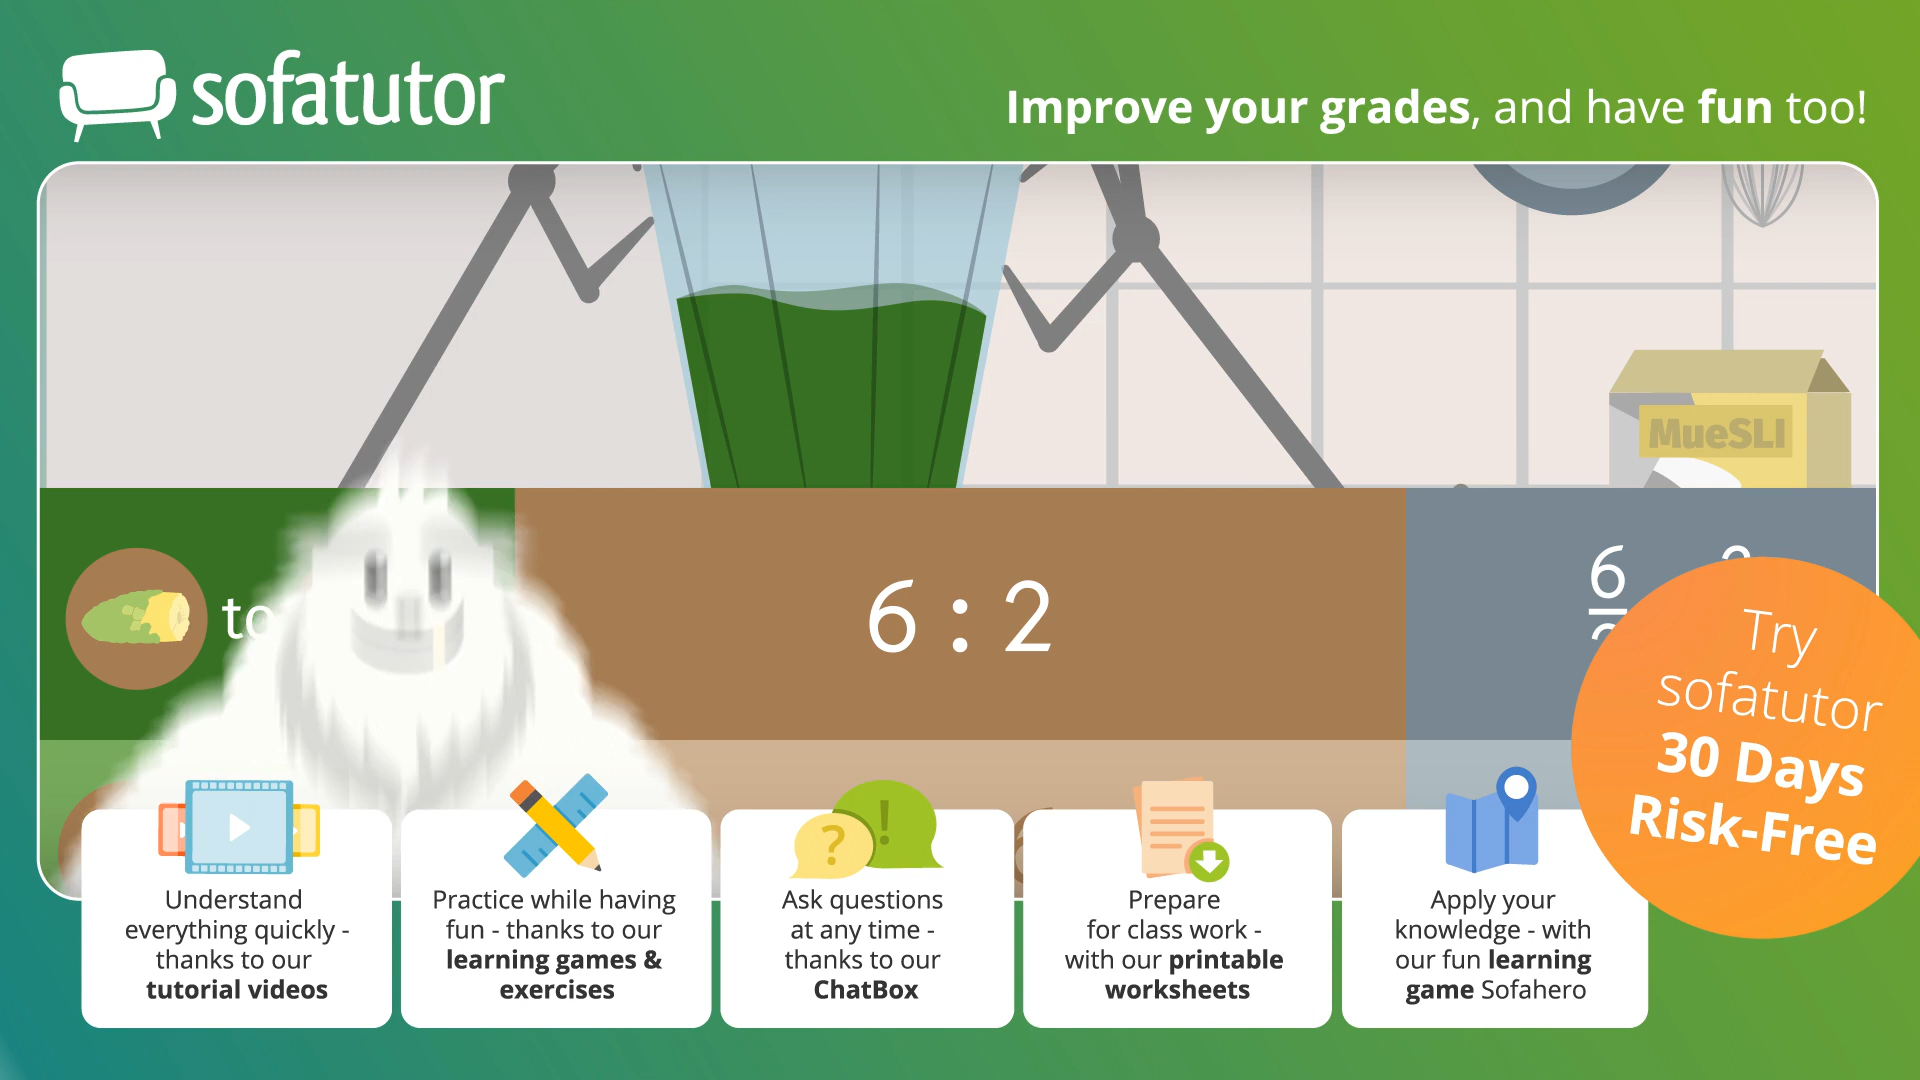 sofatutor
Improve your grades, and have fun too!
MueSLI
to
6 : 2
6
Try
sofatutor
30 Days
Risk-Free
?
!
Understand
everything quickly -
thanks to our
tutorial videos
Practice while having
fun - thanks to our
learning games &
exercises
Ask questions
at any time -
thanks to our
ChatBox
Prepare
for class work -
with our printable
worksheets
Apply your
knowledge - with
our fun learning
game Sofahero